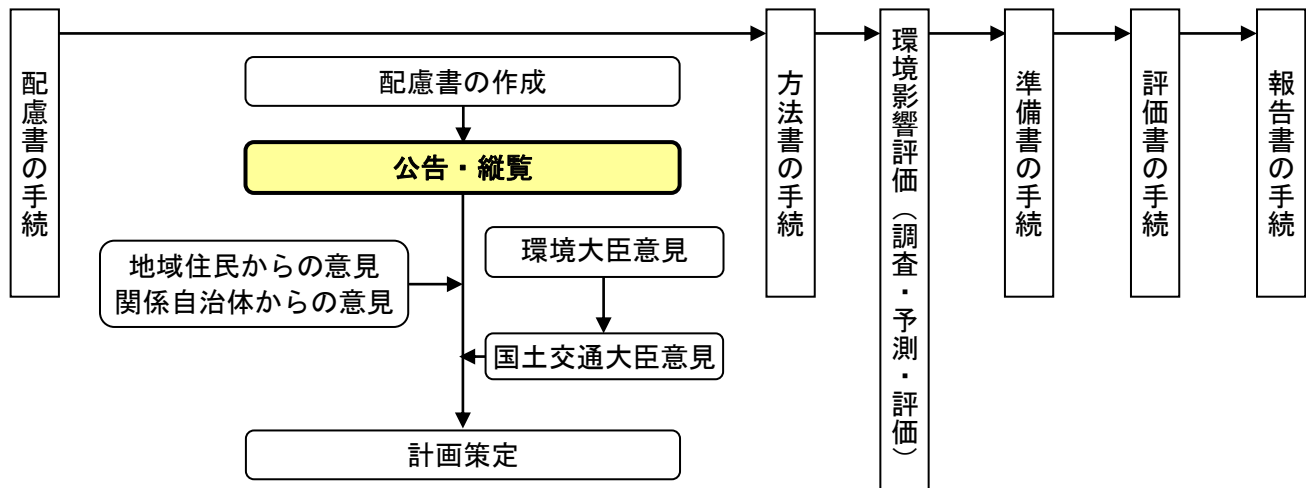 配慮書の手続
配慮書の作成
公告・縦覧
地域住民からの意見
関係自治体からの意見
環境大臣意見
国土交通大臣意見
計画策定
方法書の手続
環境影響評価（調査・予測・評価）
準備書の手続
評価書の手続
報告書の手続